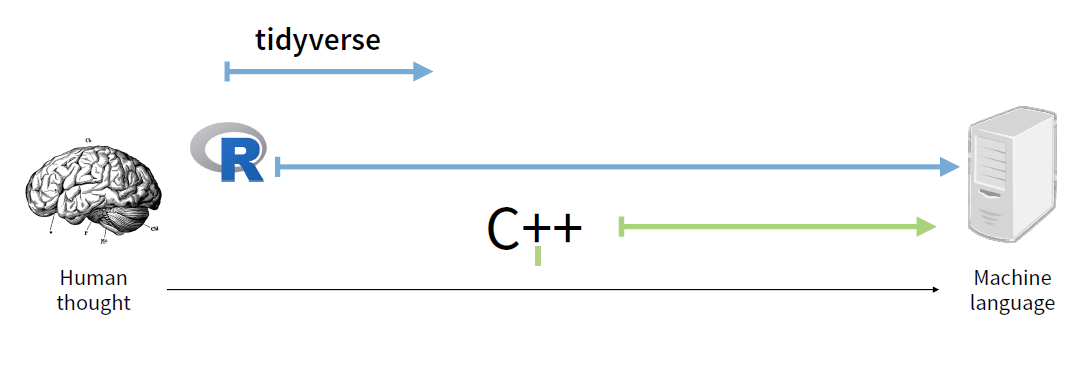 tidyverse
R
C++
Human
thought
Machine
language